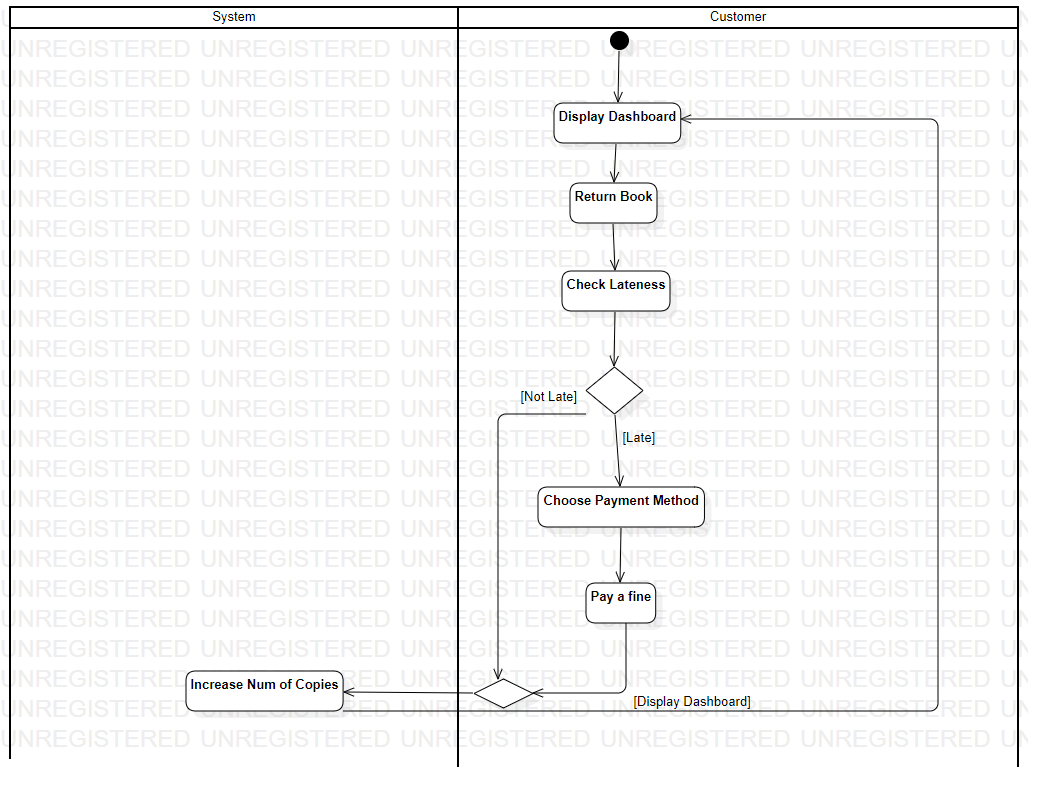 System
Customer
Display Dashboard
Return Book
Check Lateness
[Not Late]
[Late]
Choose Payment Method
Pay a fine
Increase Num of Copies
[Display Dashboard]
UNREGISTERED UNREGISTERED UNREGISTERED UNREGISTERED UNREGISTERED UN